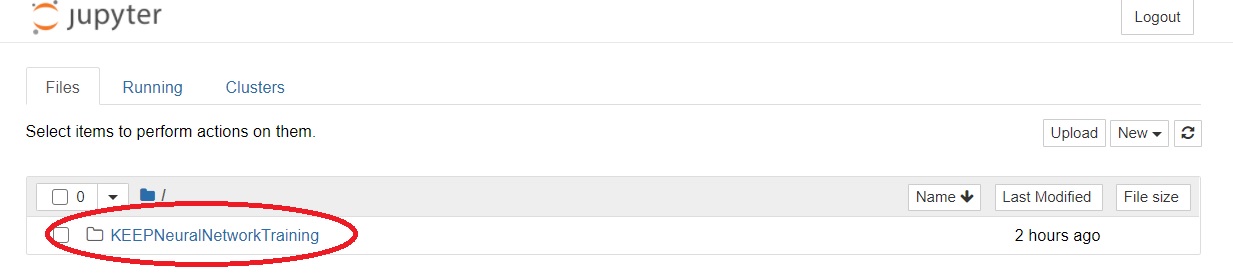 jupyter
Logout
Files Running Clusters
Select items to perform actions on them.
Upload New
0 / Name Last Modified File size
KEEPNeuralNetworkTraining 2 hours ago